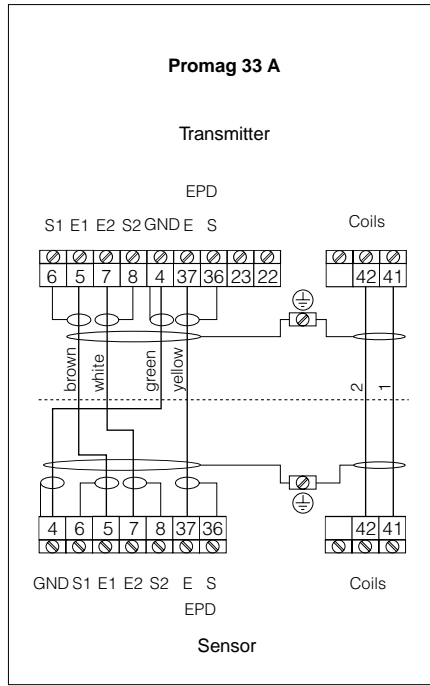 Promag 33 A
Transmitter
EPD
S1 E1 E2 S2 GND E S
Coils
6 5 7 8 4 37 36 23 22
42 41
brown
white
green
yellow
2
1
4 6 5 7 8 37 36
42 41
GND S1 E1 E2 S2 E S
Coils
EPD
Sensor